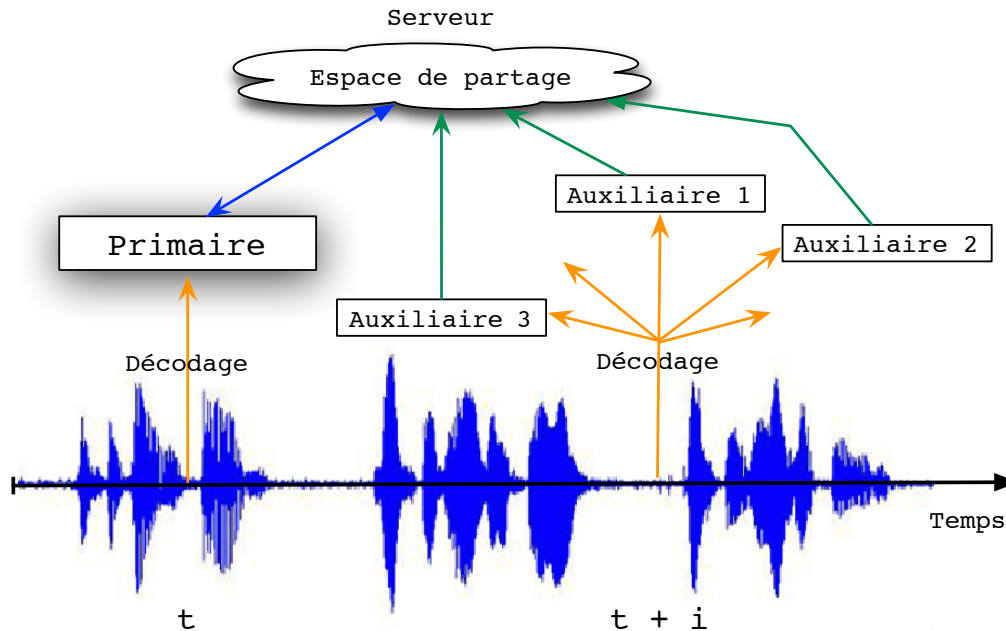 Serveur
Espace de partage
Auxiliaire 1
Primaire
Auxiliaire 2
Auxiliaire 3
Décodage
Décodage
Temps
t
t + i